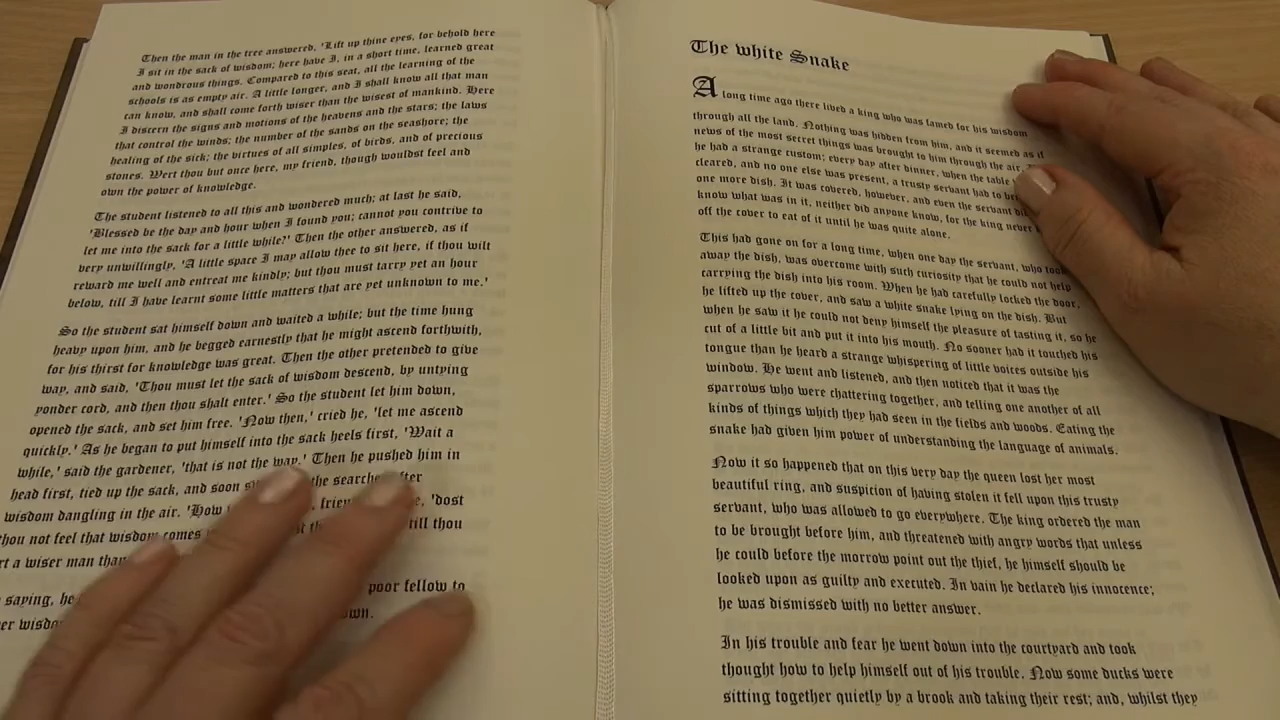 Then the man in the tree answered, 'Lift up thine eyes, for behold here
I sit in the sack of wisdom; here have I, in a short time, learned great
and wondrous things. Compared to this seat, all the learning of the
schools is as empty air. A little longer, and I shall know all that man
can know, and shall come forth wiser than the wisest of mankind. Here
I discern the signs and motions of the heavens and the stars; the laws
that control the winds; the number of the sands on the seashore; the
healing of the sick; the virtues of all simples, of birds, and of precious
stones. Wert thou but once here, my friend, though wouldst feel and
own the power of knowledge.
The student listened to all this and wondered much; at last he said,
'Blessed be the day and hour when I found you; cannot you contrive to
let me into the sack for a little while?' Then the other answered, as if
very unwillingly, 'A little space I may allow thee to sit here, if thou wilt
reward me well and entreat me kindly; but thou must tarry yet an hour
below, till I have learnt some little matters that are yet unknown to me.'
So the student sat himself down and waited a while; but the time hung
heavy upon him, and he begged earnestly that he might ascend forthwith,
for his thirst for knowledge was great. Then the other pretended to give
way, and said, 'Thou must let the sack of wisdom descend, by untying
yonder cord, and then thou shalt enter.' So the student let him down,
opened the sack, and set him free. 'Now then,' cried he, 'let me ascend
quickly.' As he began to put himself into the sack heels first, 'Wait a
while,' said the gardener, 'that is not the way.' Then he pushed him in
head first, tied up the sack, and soon the searcher after
wisdom dangling in the air. 'How 'dost
thou not feel that wisdom comes till thou
a wiser man than
saying, he poor fellow to
The white Snake
A long time ago there lived a king who was famed for his wisdom
through all the land. Nothing was hidden from him, and it seemed as if
news of the most secret things was brought to him through the air.
he had a strange custom; every day after dinner, when the table
cleared, and no one else was present, a trusty servant had to
one more dish. It was covered, however, and even the servant
know what was in it, neither did anyone know, for the king never
off the cover to eat of it until he was quite alone.
This had gone on for a long time, when one day the servant, who took
away the dish, was overcome with such curiosity that he could not help
carrying the dish into his room. When he had carefully locked the door,
he lifted up the cover, and saw a white snake lying on the dish. But
when he saw it he could not deny himself the pleasure of tasting it, so he
cut of a little bit and put it into his mouth. No sooner had it touched his
tongue than he heard a strange whispering of little voices outside his
window. He went and listened, and then noticed that it was the
sparrows who were chattering together, and telling one another of all
kinds of things which they had seen in the fields and woods. Eating the
snake had given him power of understanding the language of animals.
Now it so happened that on this very day the queen lost her most
beautiful ring, and suspicion of having stolen it fell upon this trusty
servant, who was allowed to go everywhere. The king ordered the man
to be brought before him, and threatened with angry words that unless
he could before the morrow point out the thief, he himself should be
looked upon as guilty and executed. In vain he declared his innocence;
he was dismissed with no better answer.
In his trouble and fear he went down into the courtyard and took
thought how to help himself out of his trouble. Now some ducks were
sitting together quietly by a brook and taking their rest; and, whilst they